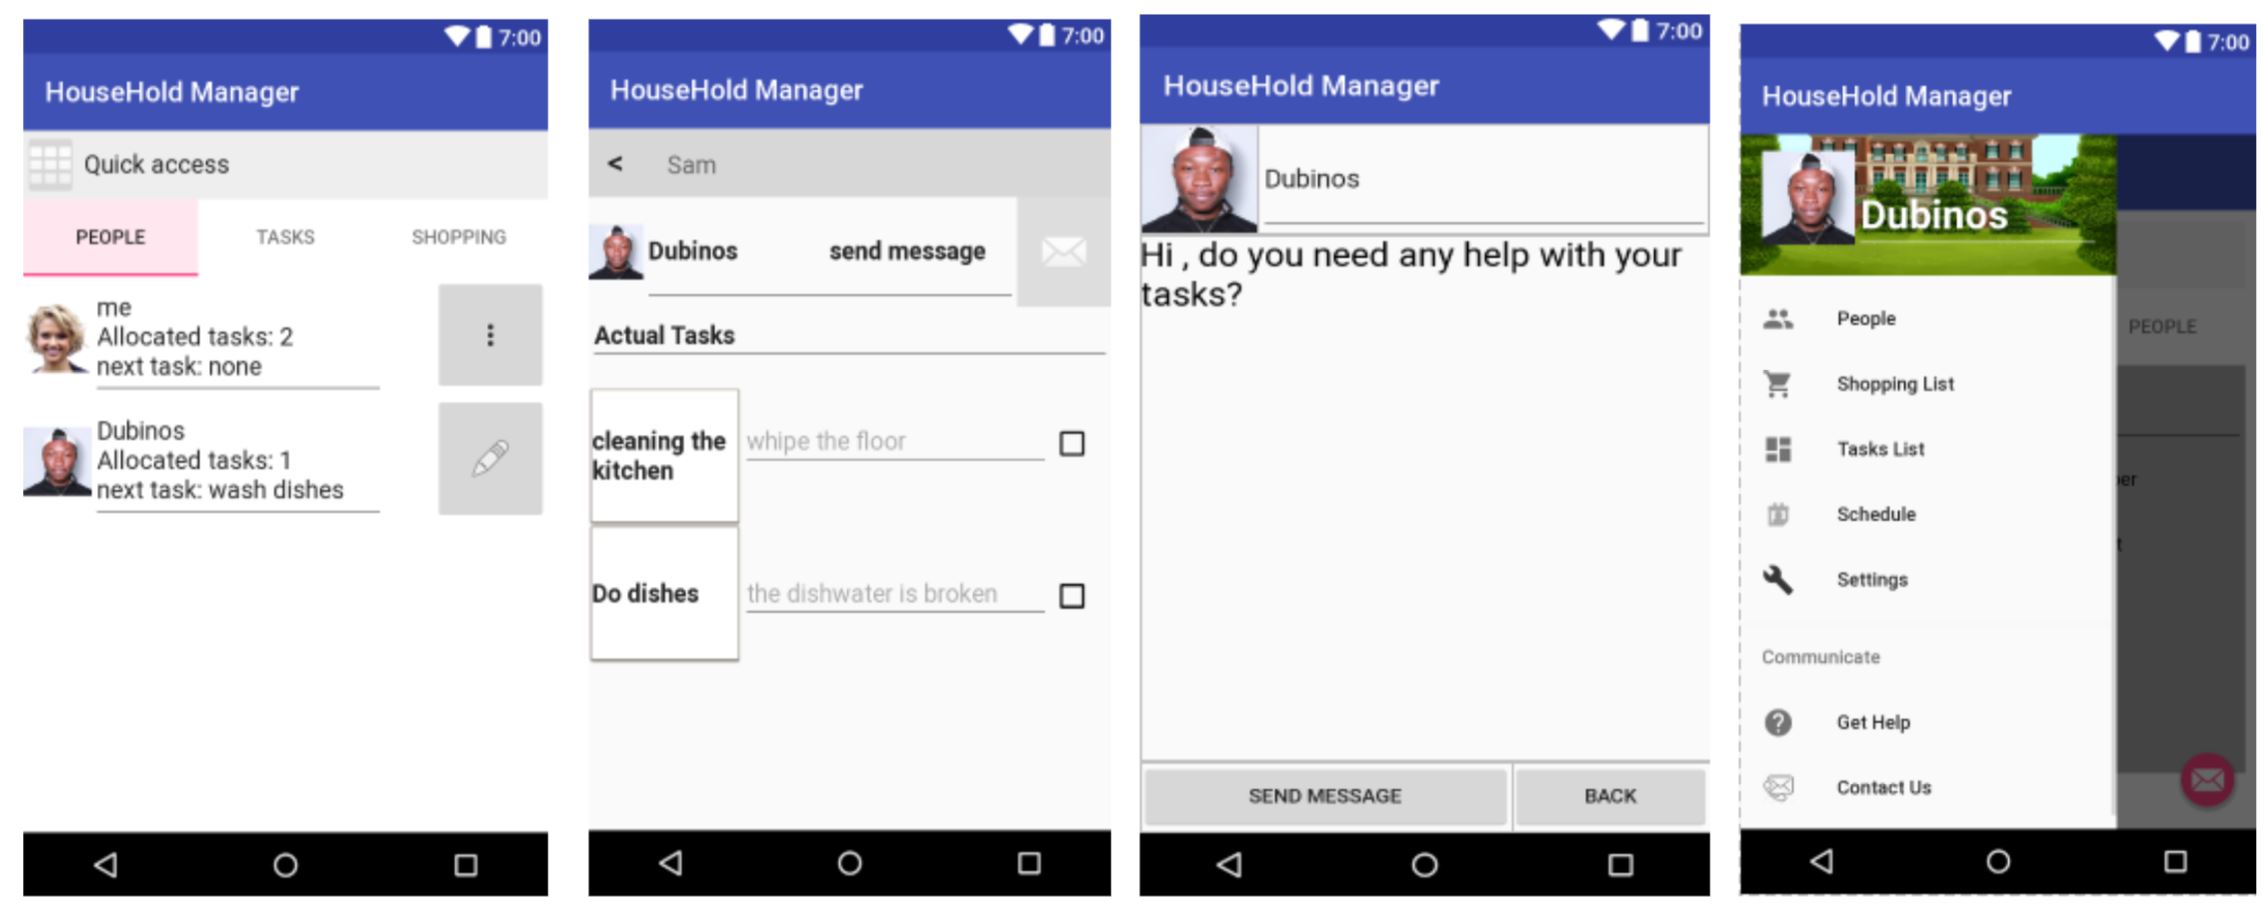 7:00
HouseHold Manager
Quick access
PEOPLE TASKS SHOPPING
me
Allocated tasks: 2
next task: none
Dubinos
Allocated tasks: 1
next task: wash dishes
7:00
HouseHold Manager
< Sam
Dubinos send message
Actual Tasks
cleaning the
kitchen
whipe the floor
Do dishes
the dishwater is broken
7:00
HouseHold Manager
Dubinos
Hi , do you need any help with your
tasks?
SEND MESSAGE BACK
7:00
HouseHold Manager
Dubinos
People
Shopping List
Tasks List
Schedule
Settings
Communicate
Get Help
Contact Us
PEOPLE